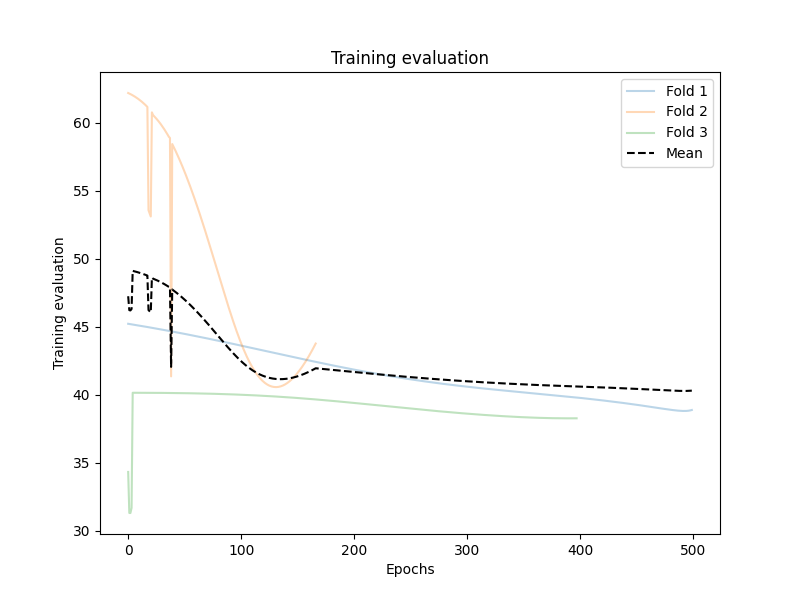 Training evaluation
Fold 1
Fold 2
Fold 3
Mean
Training evaluation
60
55
50
45
40
35
30
0 100 200 300 400 500
Epochs